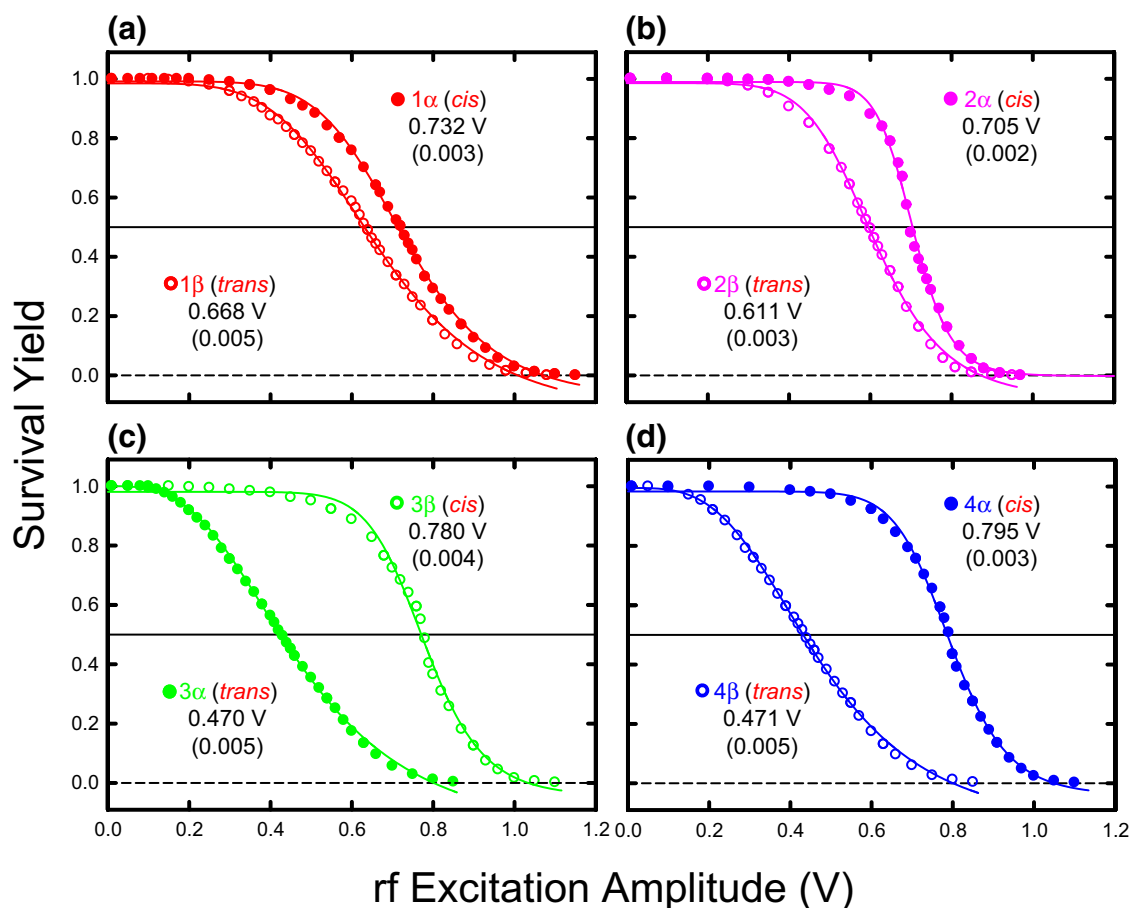 (a)
(b)
1.0
0.8
0.6
0.4
0.2
0.0
1α (cis)
0.732 V
(0.003)
1β (trans)
0.668 V
(0.005)
2α (cis)
0.705 V
(0.002)
2β (trans)
0.611 V
(0.003)
Survival Yield
(c)
(d)
1.0
0.8
0.6
0.4
0.2
0.0
3β (cis)
0.780 V
(0.004)
3α (trans)
0.470 V
(0.005)
4α (cis)
0.795 V
(0.003)
4β (trans)
0.471 V
(0.005)
0.0 0.2 0.4 0.6 0.8 1.0 1.2
0.2 0.4 0.6 0.8 1.0 1.2
rf Excitation Amplitude (V)